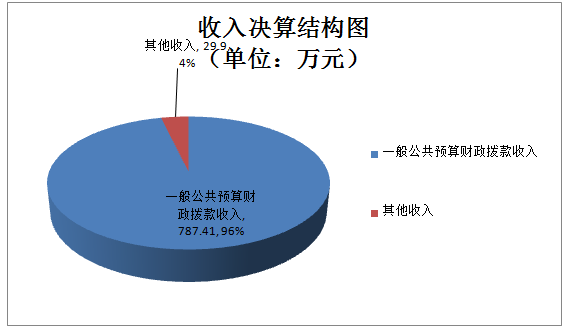 收入决算结构图
（单位：万元）
其他收入, 29.9
4%
一般公共预算财
政拨款收入,
787.41, 96%
一般公共预算财政拨款收入
其他收入